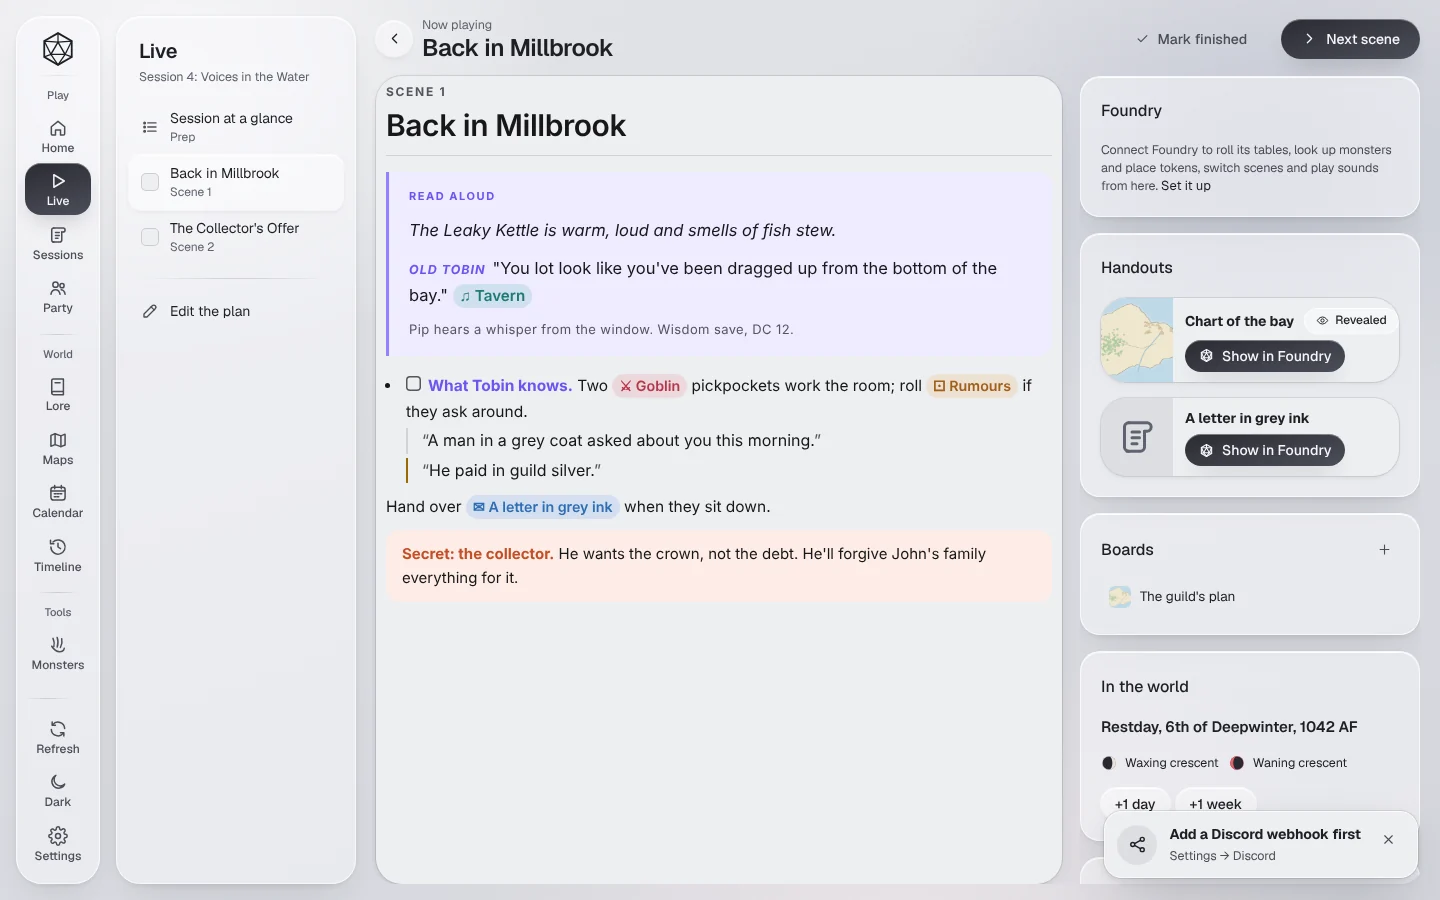 Play
Home
Live
Sessions
Party
World
Lore
Maps
Calendar
Timeline
Tools
Monsters
Refresh
Dark
Settings
Live
Session 4: Voices in the Water
Session at a glance
Prep
Back in Millbrook
Scene 1
The Collector's Offer
Scene 2
Edit the plan
Now playing
Back in Millbrook
Mark finished
Next scene
SCENE 1
Back in Millbrook
READ ALOUD
The Leaky Kettle is warm, loud and smells of fish stew.
OLD TOBIN "You lot look like you've been dragged up from the bottom of the
bay." ♫ Tavern
Pip hears a whisper from the window. Wisdom save, DC 12.
What Tobin knows. Two ⚔ Goblin pickpockets work the room; roll ⚀ Rumours if
they ask around.
“A man in a grey coat asked about you this morning.”
“He paid in guild silver.”
Hand over ✉ A letter in grey ink when they sit down.
Secret: the collector. He wants the crown, not the debt. He'll forgive John's family
everything for it.
Foundry
Connect Foundry to roll its tables, look up monsters
and place tokens, switch scenes and play sounds
from here. Set it up
Handouts
Chart of the bay
Revealed
Show in Foundry
A letter in grey ink
Show in Foundry
Boards
The guild's plan
In the world
Restday, 6th of Deepwinter, 1042 AF
Waxing crescent Waning crescent
+1 day +1 week
Add a Discord webhook first
Settings → Discord